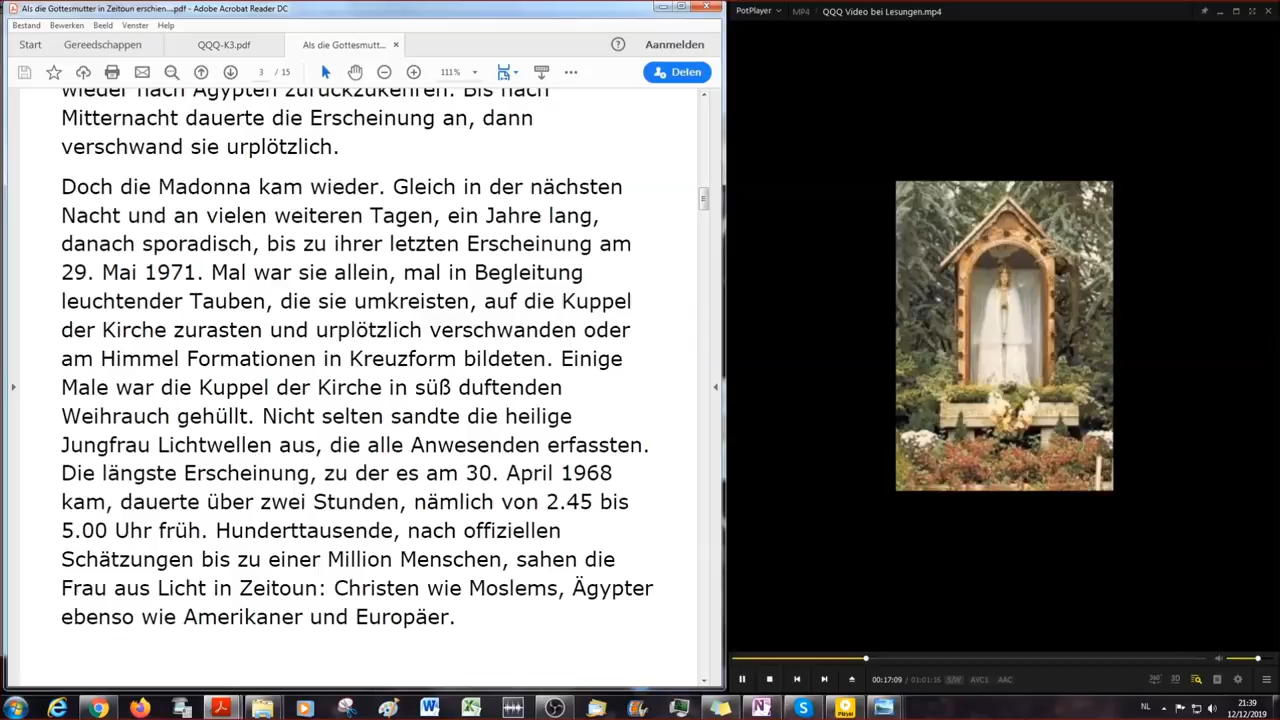 Als die Gottesmutter in Zeitoun erschien....pdf - Adobe Acrobat Reader DC
Bestand Bewerken Beeld Venster Help
Start Gereedschappen QQQ-K3.pdf Als die Gottesmutt... × Aanmelden
3 / 15 111% Delen
wieder nach Ägypten zurückzukehren. Bis nach
Mitternacht dauerte die Erscheinung an, dann
verschwand sie urplötzlich.
Doch die Madonna kam wieder. Gleich in der nächsten
Nacht und an vielen weiteren Tagen, ein Jahre lang,
danach sporadisch, bis zu ihrer letzten Erscheinung am
29. Mai 1971. Mal war sie allein, mal in Begleitung
leuchtender Tauben, die sie umkreisten, auf die Kuppel
der Kirche zurasten und urplötzlich verschwanden oder
am Himmel Formationen in Kreuzform bildeten. Einige
Male war die Kuppel der Kirche in süß duftenden
Weihrauch gehüllt. Nicht selten sandte die heilige
Jungfrau Lichtwellen aus, die alle Anwesenden erfassten.
Die längste Erscheinung, zu der es am 30. April 1968
kam, dauerte über zwei Stunden, nämlich von 2.45 bis
5.00 Uhr früh. Hunderttausende, nach offiziellen
Schätzungen bis zu einer Million Menschen, sahen die
Frau aus Licht in Zeitoun: Christen wie Moslems, Ägypter
ebenso wie Amerikaner und Europäer.
PotPlayer MP4 QQQ Video bei Lesungen.mp4
00:17:09 / 01:01:16 S/W AVC1 AAC 360° 3D
NL 21:39
12/12/2019